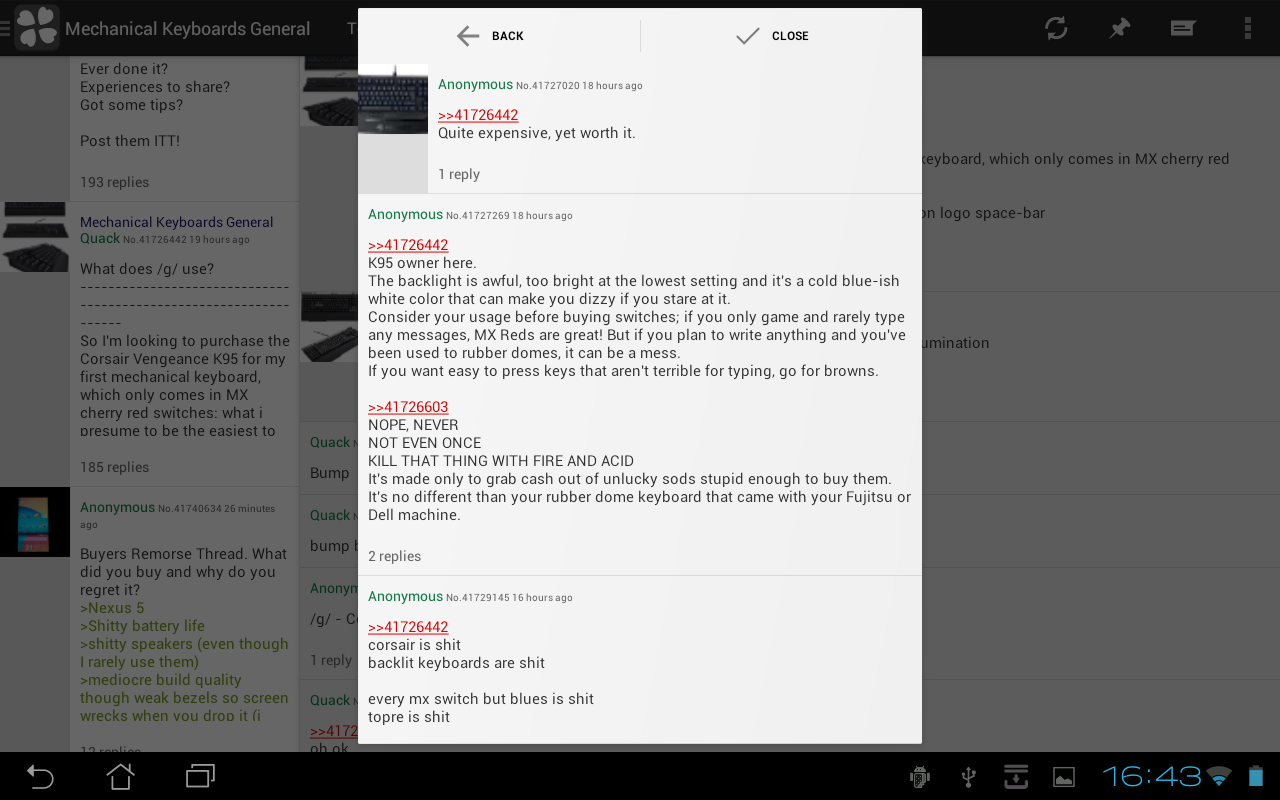 Mechanical Keyboards General
T
BACK
CLOSE
Ever done it?
Experiences to share?
Got some tips?
Post them ITT!
193 replies
Mechanical Keyboards General
Quack No.41726442 19 hours ago
What does /g/ use?
-----------------------------
-----------------------------
------
So I'm looking to purchase the
Corsair Vengeance K95 for my
first mechanical keyboard,
which only comes in MX
cherry red switches: what i
presume to be the easiest to
185 replies
Anonymous No.41740634 26 minutes
ago
Buyers Remorse Thread. What
did you buy and why do you
regret it?
>Nexus 5
>Shitty battery life
>shitty speakers (even though
I rarely use them)
>mediocre build quality
though weak bezels so screen
wrecks when you drop it (i
12 replies
Anonymous No.41727020 18 hours ago
>>41726442
Quite expensive, yet worth it.
1 reply
Anonymous No.41727269 18 hours ago
>>41726442
K95 owner here.
The backlight is awful, too bright at the lowest setting and it's a cold blue-ish
white color that can make you dizzy if you stare at it.
Consider your usage before buying switches; if you only game and rarely type
any messages, MX Reds are great! But if you plan to write anything and you've
been used to rubber domes, it can be a mess.
If you want easy to press keys that aren't terrible for typing, go for browns.
>>41726603
NOPE, NEVER
NOT EVEN ONCE
KILL THAT THING WITH FIRE AND ACID
It's made only to grab cash out of unlucky sods stupid enough to buy them.
It's no different than your rubber dome keyboard that came with your Fujitsu or
Dell machine.
2 replies
Anonymous No.41729145 16 hours ago
>>41726442
corsair is shit
backlit keyboards are shit
every mx switch but blues is shit
topre is shit
keyboard, which only comes in MX cherry red
on logo space-bar
umination
Quack N
Bump
Quack N
bump b
Anonym
/g/ - Co
1 reply
Quack N
>>4172
oh ok
16:43